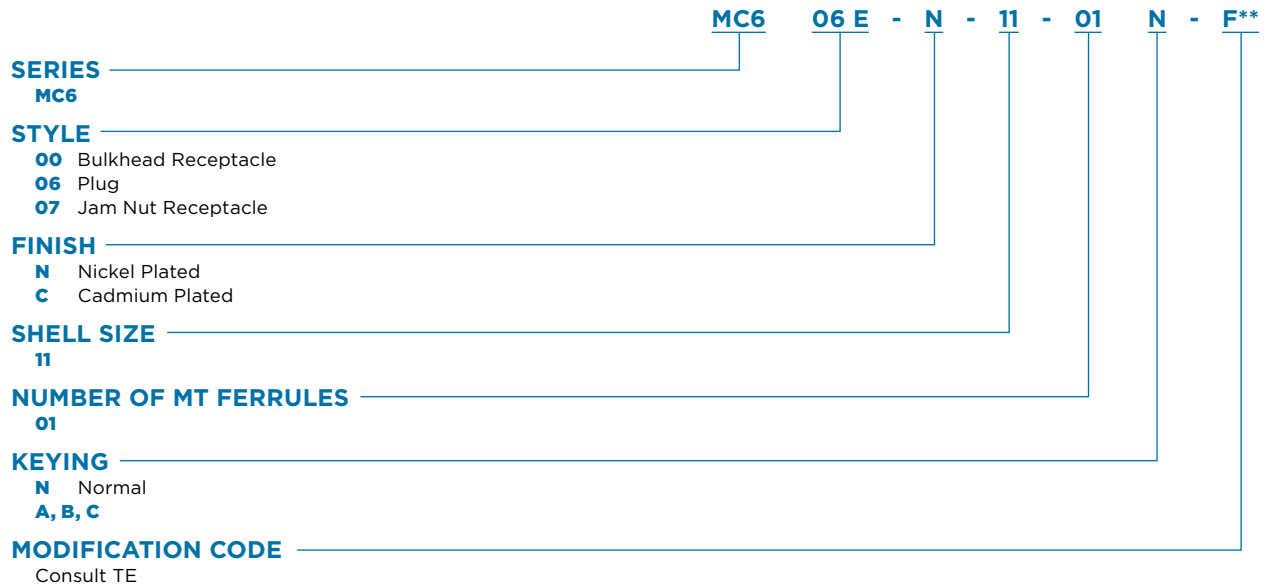 MC6 06 E - N - 11 - 01 N - F**
SERIES
MC6
STYLE
00 Bulkhead Receptacle
06 Plug
07 Jam Nut Receptacle
FINISH
N Nickel Plated
C Cadmium Plated
SHELL SIZE
11
NUMBER OF MT FERRULES
01
KEYING
N Normal
A, B, C
MODIFICATION CODE
Consult TE